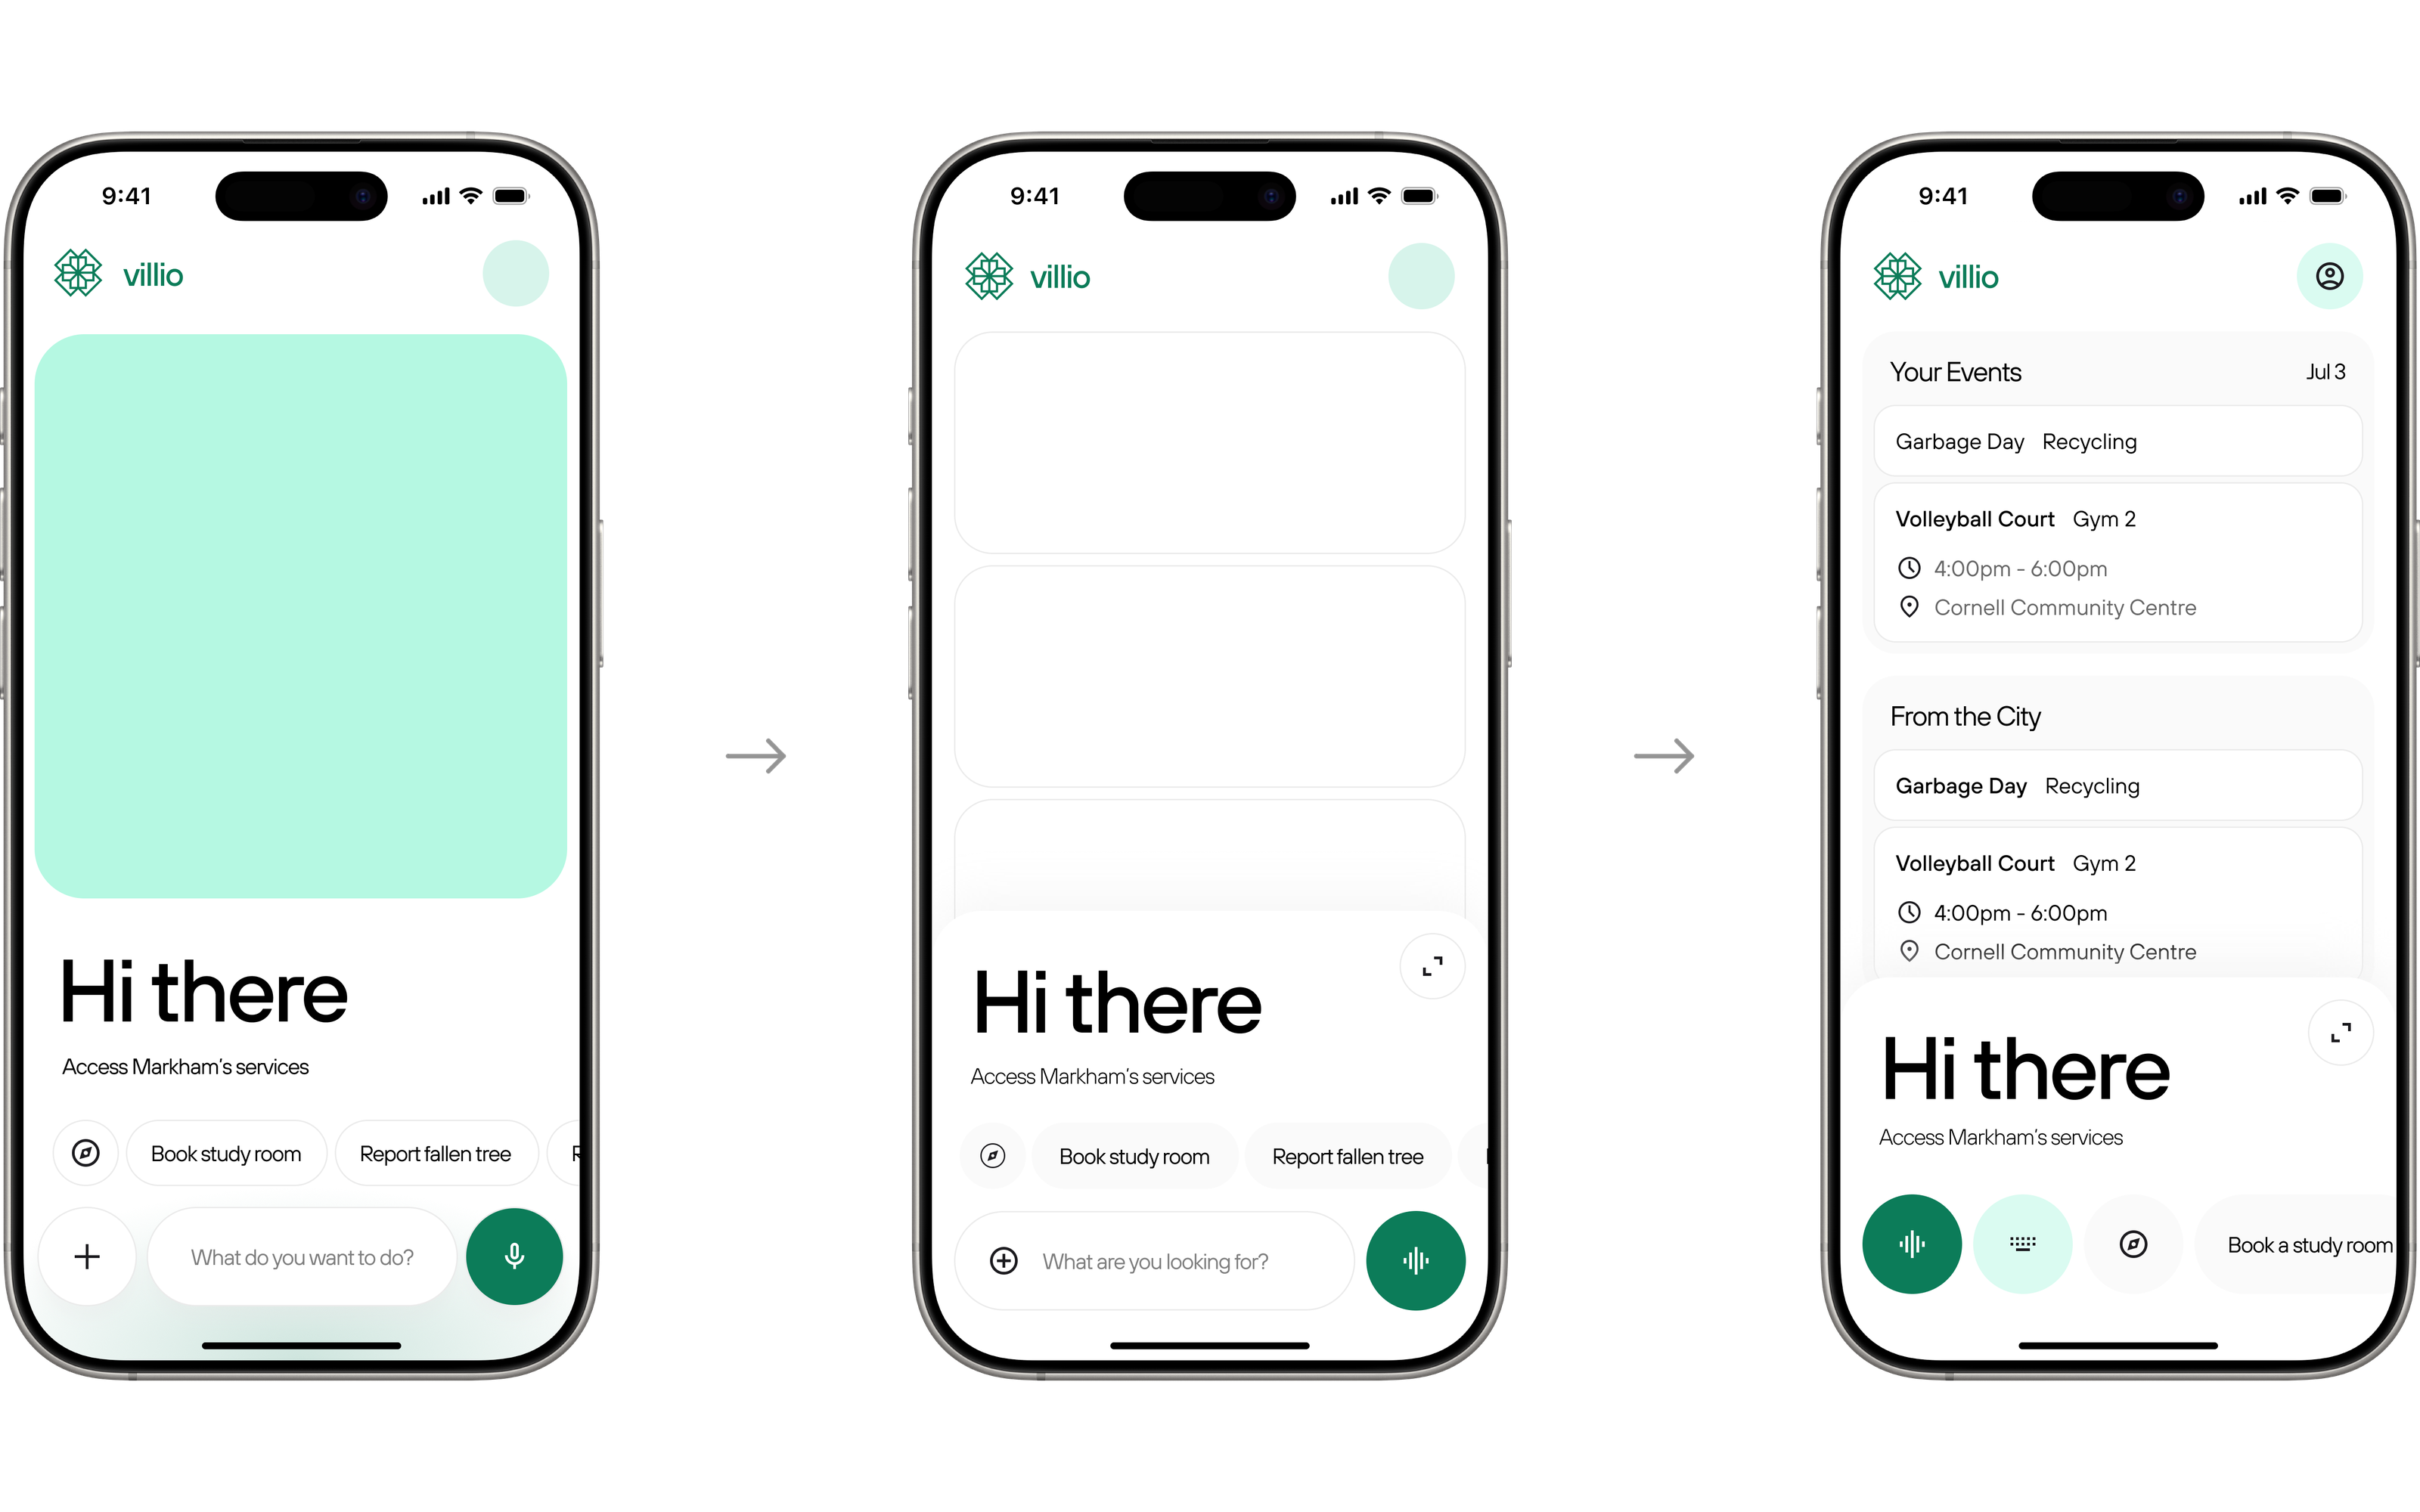 9:41
villio
Hi there
Access Markham's services
Book study room
Report fallen tree
What do you want to do?
9:41
villio
Hi there
Access Markham's services
Book study room
Report fallen tree
What are you looking for?
9:41
villio
Your Events Jul 3
Garbage Day Recycling
Volleyball Court Gym 2
4:00pm - 6:00pm
Cornell Community Centre
From the City
Garbage Day Recycling
Volleyball Court Gym 2
4:00pm - 6:00pm
Cornell Community Centre
Hi there
Access Markham's services
Book a study room